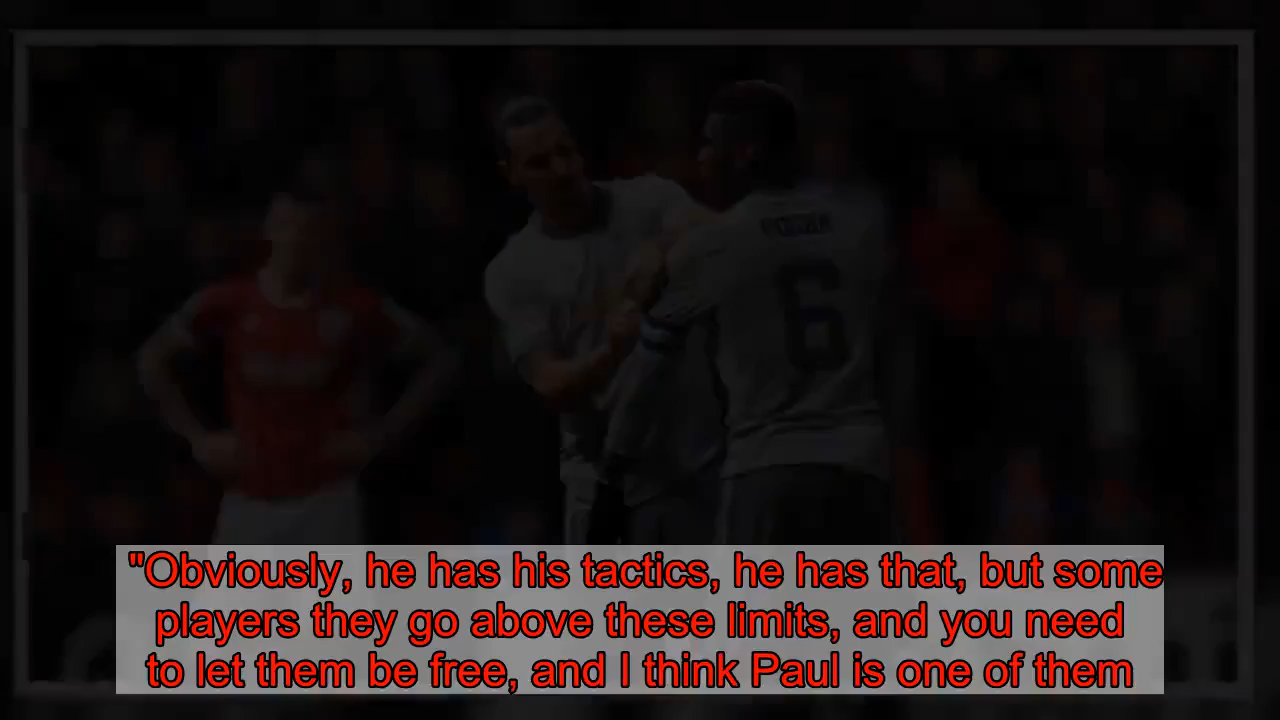 "Obviously, he has his tactics, he has that, but some
players they go above these limits, and you need
to let them be free, and I think Paul is one of them
6